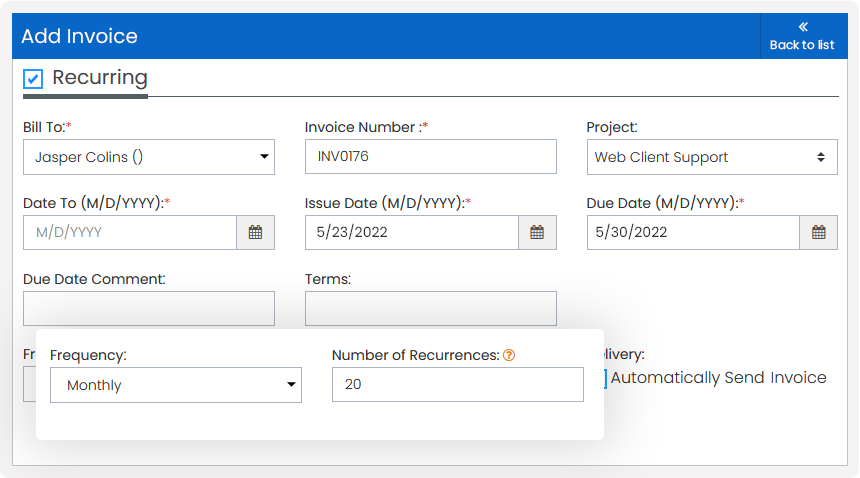 Add Invoice
Back to list
Recurring
Bill To:* Invoice Number :* Project:
Jasper Colins () INV0176 Web Client Support
Date To (M/D/YYYY):* Issue Date (M/D/YYYY):* Due Date (M/D/YYYY):*
M/D/YYYY 5/23/2022 5/30/2022
Due Date Comment: Terms:
Frequency: Number of Recurrences:
Monthly 20
Automatically Send Invoice